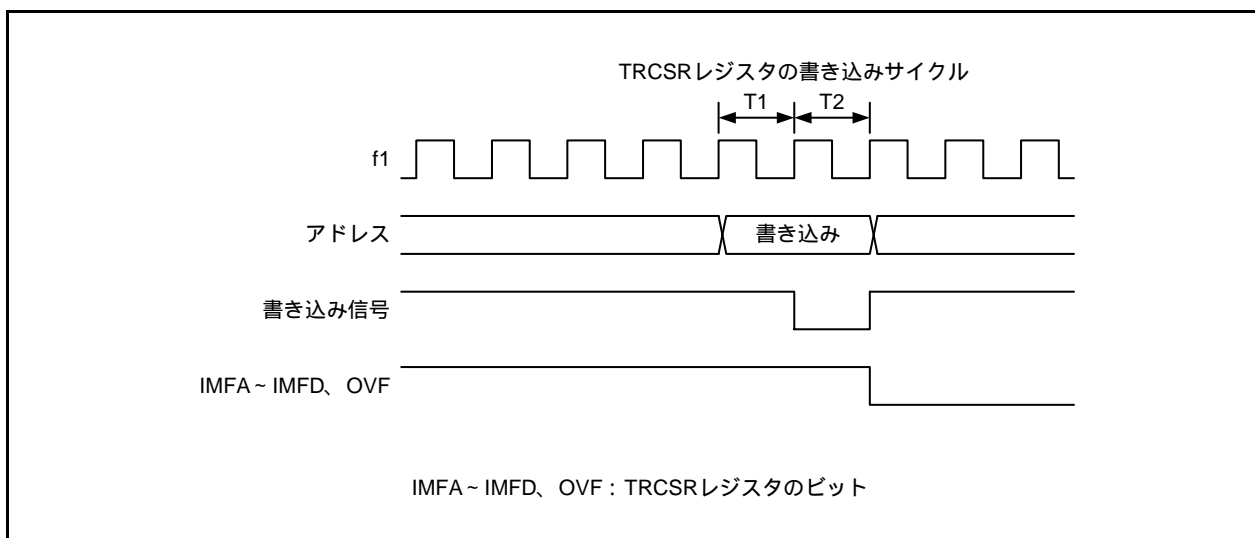 TRCSRレジスタの書き込みサイクル
T1 T2
f1
アドレス 書き込み
書き込み信号
IMFA~IMFD、OVF
IMFA~IMFD、OVF：TRCSRレジスタのビット